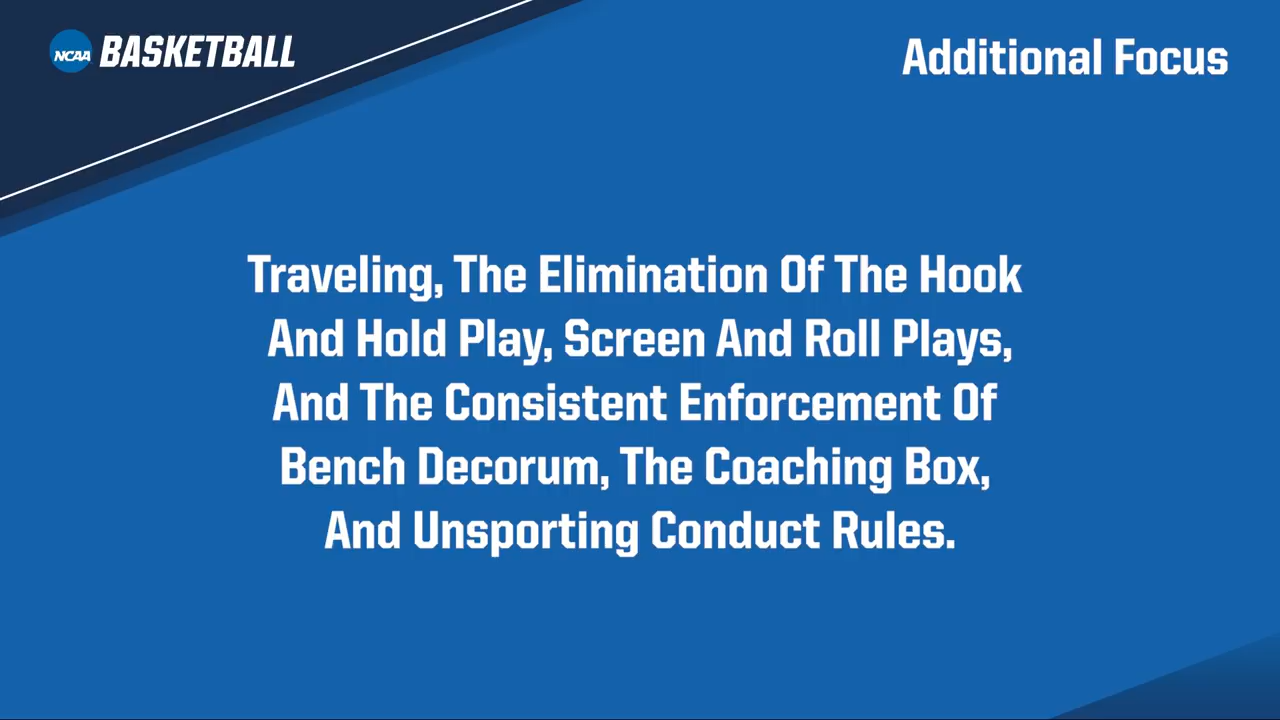 NCAA BASKETBALL
Additional Focus
Traveling, The Elimination Of The Hook
And Hold Play, Screen And Roll Plays,
And The Consistent Enforcement Of
Bench Decorum, The Coaching Box,
And Unsporting Conduct Rules.